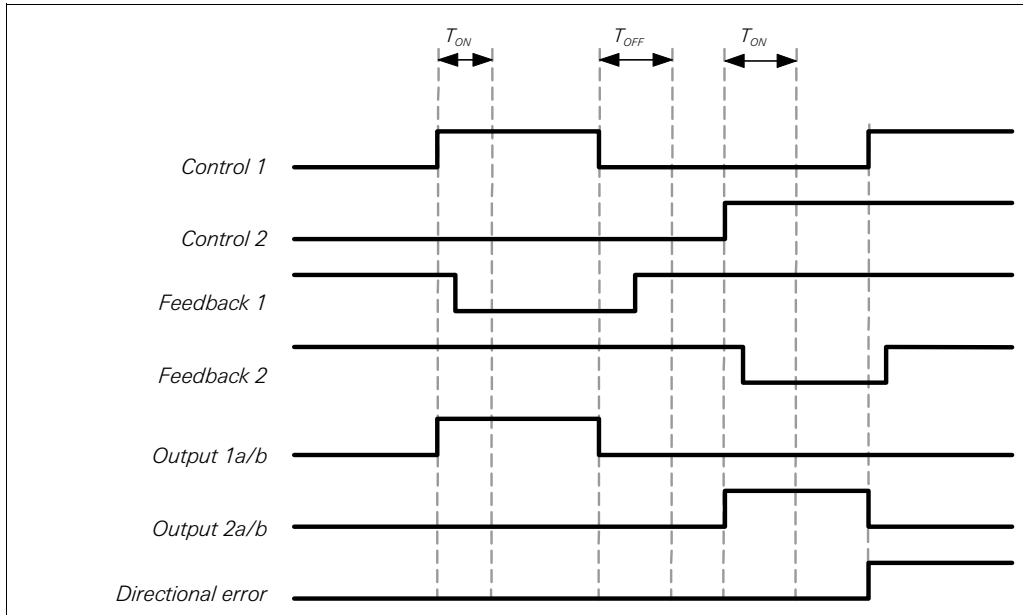 T_ON T_OFF T_ON
Control 1
Control 2
Feedback 1
Feedback 2
Output 1a/b
Output 2a/b
Directional error